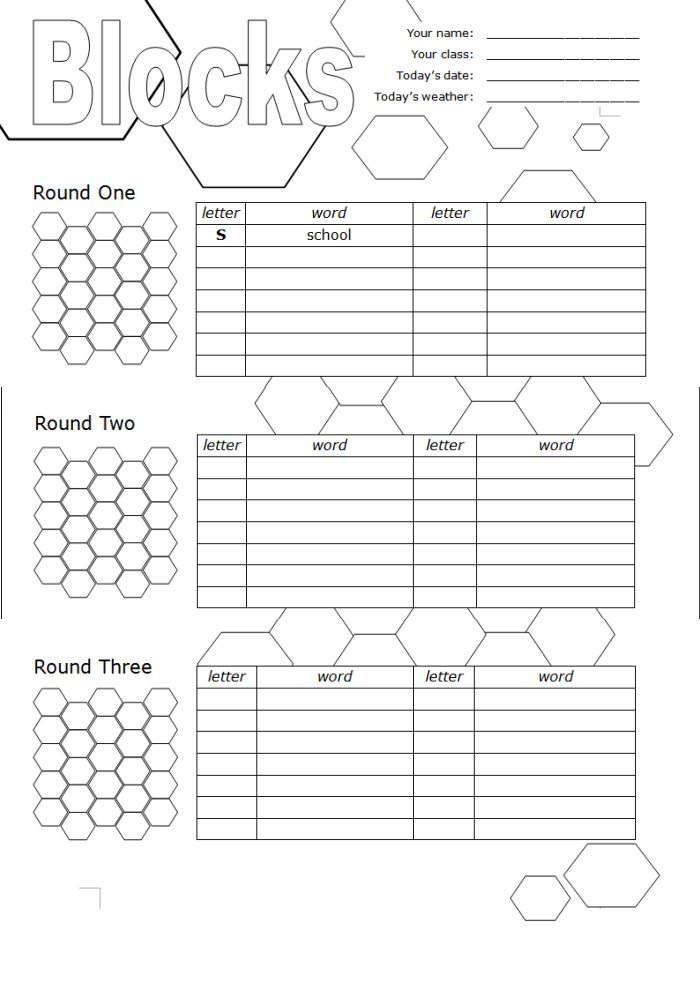 Blocks
Your name: ____________________
Your class: ____________________
Today's date: ____________________
Today's weather: ____________________
Round One
letter word letter word
S school
Round Two
letter word letter word
Round Three
letter word letter word